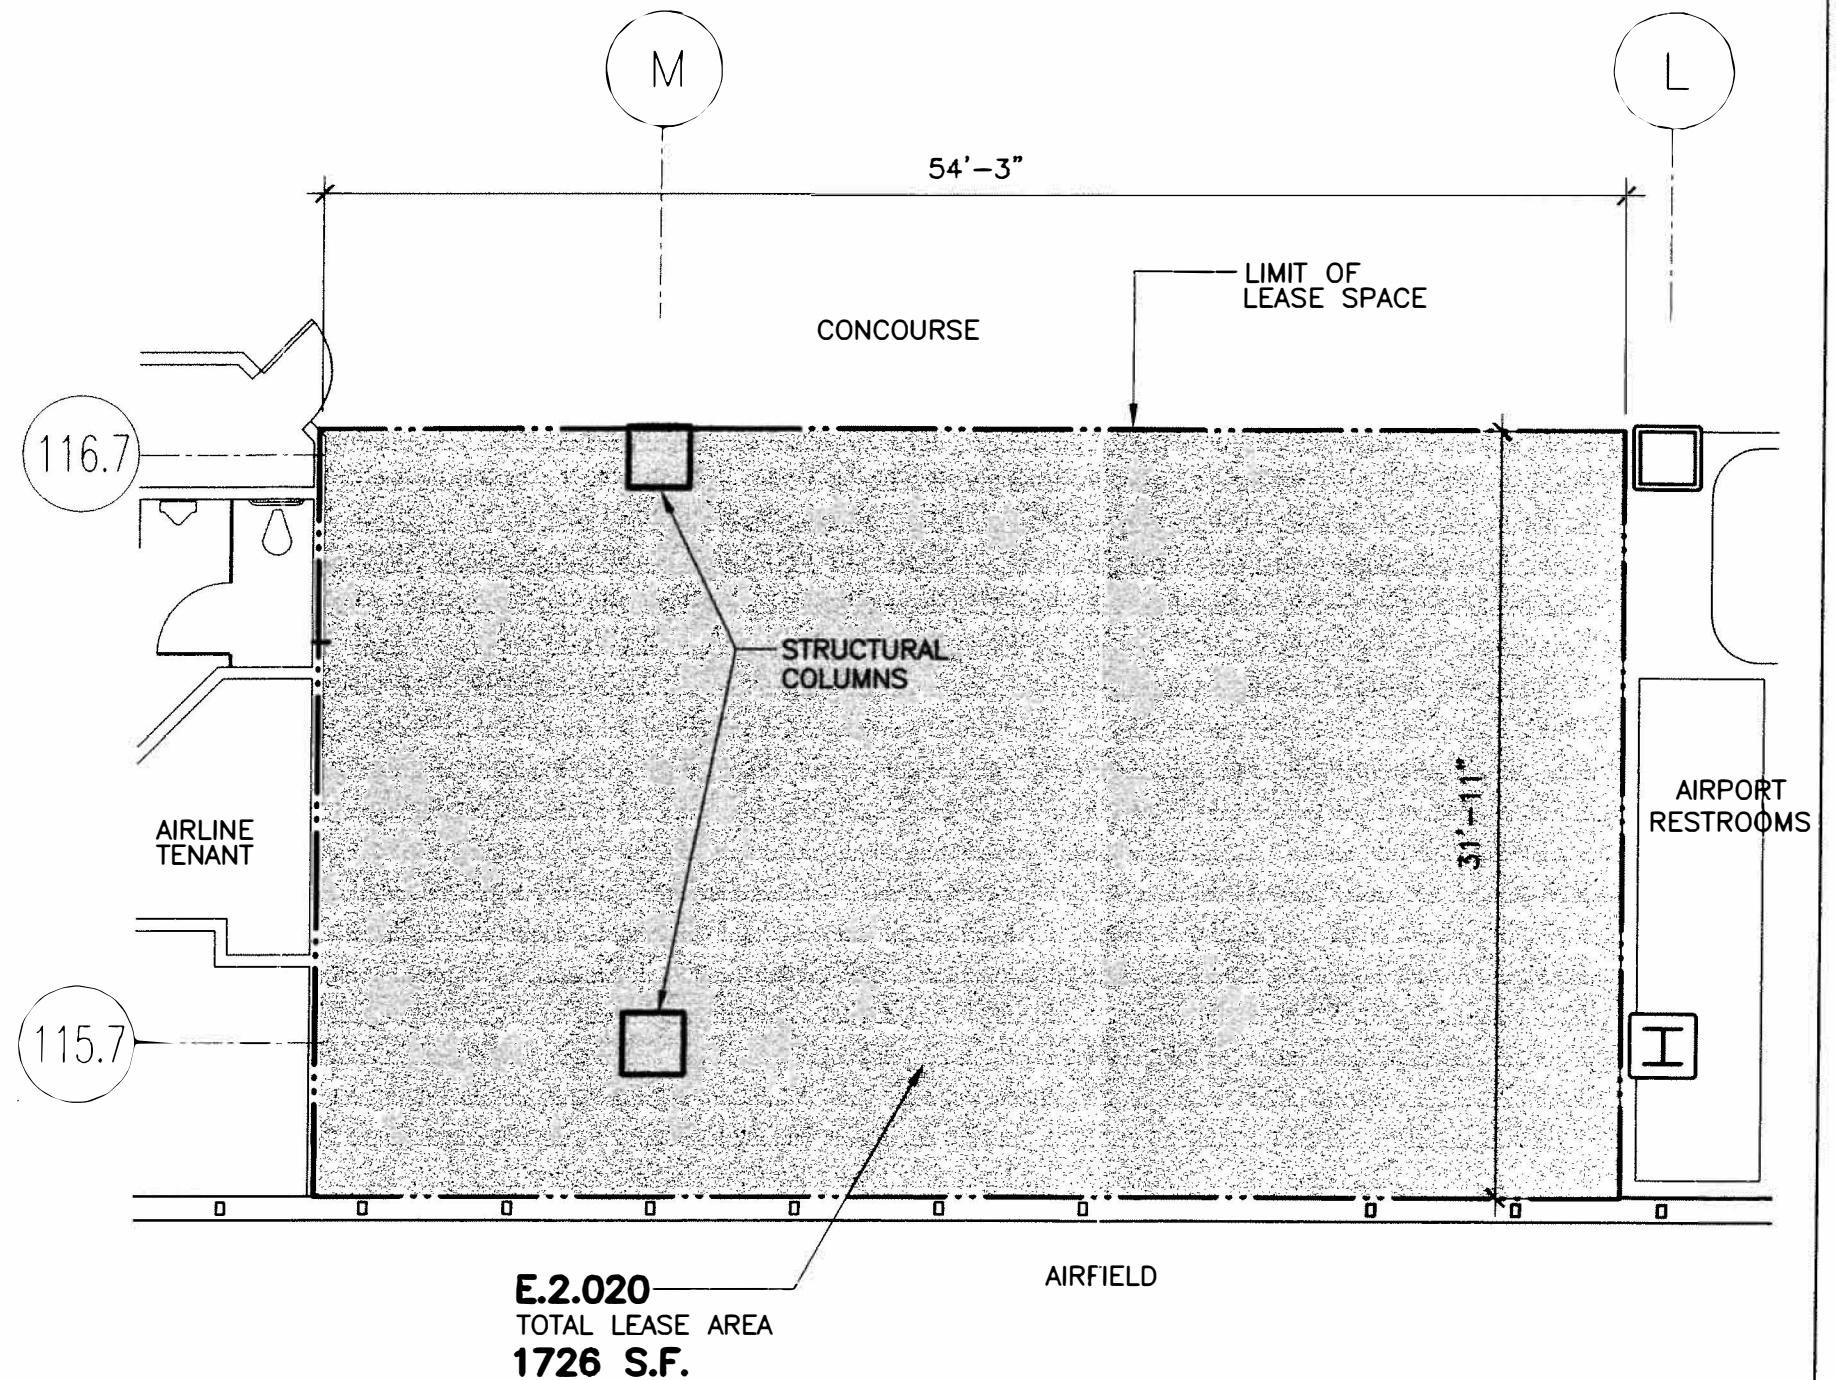 M
L
54'-3"
LIMIT OF
LEASE SPACE
CONCOURSE
116.7
STRUCTURAL
COLUMNS
31'-11"
AIRPORT
RESTROOMS
AIRLINE
TENANT
115.7
AIRFIELD
E.2.020
TOTAL LEASE AREA
1726 S.F.